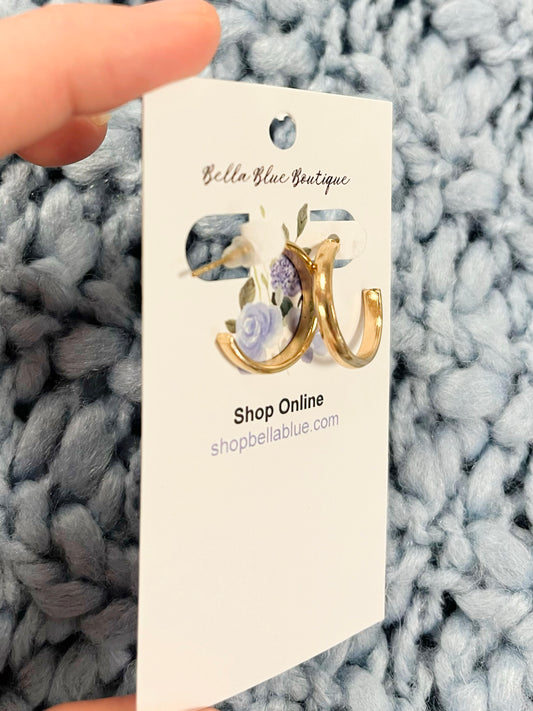 Bella Blue Boutique
Shop Online
shopbellablue.com